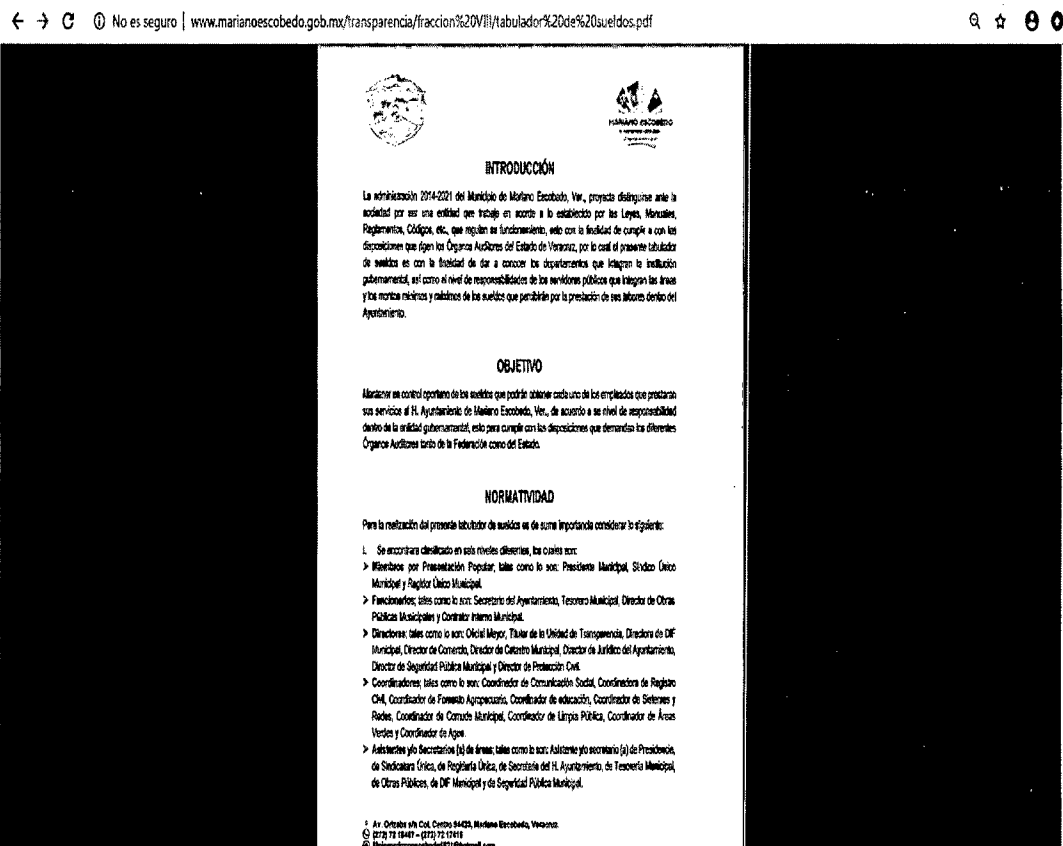 No es seguro | www.marianoescobedo.gob.mx/transparencia/fraccion%20VIII/tabulador%20de%20sueldos.pdf
MARIANO ESCOBEDO
INTRODUCCIÓN
La administración 2014-2021 del Municipio de Mariano Escobedo, Ver., proyecta distinguirse ante la
sociedad por ser una entidad que trabaje en acorde a lo establecido por las Leyes, Manuales,
Reglamentos, Códigos, etc., que regulan su funcionamiento, esto con la finalidad de cumplir a con las
disposiciones que rigen los Órganos Auditores del Estado de Veracruz, por lo cual el presente tabulador
de sueldos es con la finalidad de dar a conocer los departamentos que integran la institución
gubernamental, así como el nivel de responsabilidades de los servidores públicos que integran las áreas
y los montos mínimos y máximos de los sueldos que percibirán por la prestación de sus labores dentro del
Ayuntamiento.
OBJETIVO
Mantener en control oportuno de los sueldos que podrán obtener cada uno de los empleados que prestaran
sus servicios al H. Ayuntamiento de Mariano Escobedo, Ver., de acuerdo a su nivel de responsabilidad
dentro de la entidad gubernamental, esto para cumplir con las disposiciones que demandan los diferentes
Órganos Auditores tanto de la Federación como del Estado.
NORMATIVIDAD
Para la realización del presente tabulador de sueldos es de suma importancia considerar lo siguiente:
i. Se encontrara clasificado en seis niveles diferentes, los cuales son:
> Miembros por Presentación Popular; tales como lo son: Presidente Municipal, Síndico Único
Municipal y Regidor Único Municipal.
> Funcionarios; tales como lo son: Secretario del Ayuntamiento, Tesorero Municipal, Director de Obras
Públicas Municipales y Contralor Interno Municipal.
> Directores; tales como lo son: Oficial Mayor, Titular de la Unidad de Transparencia, Directora de DIF
Municipal, Director de Comercio, Director de Catastro Municipal, Director de Jurídico del Ayuntamiento,
Director de Seguridad Pública Municipal y Director de Protección Civil.
> Coordinadores; tales como lo son: Coordinador de Comunicación Social, Coordinadora de Registro
Civil, Coordinador de Fomento Agropecuario, Coordinador de educación, Coordinador de Sistemas y
Redes, Coordinador de Comude Municipal, Coordinador de Limpia Pública, Coordinador de Áreas
Verdes y Coordinador de Agua.
> Asistentes y/o Secretarios (a) de áreas; tales como lo son: Asistente y/o secretario (a) de Presidencia,
de Sindicatura Única, de Regiduría Única, de Secretaría del H. Ayuntamiento, de Tesorería Municipal,
de Obras Públicas, de DIF Municipal y de Seguridad Pública Municipal.
Av. Orizaba s/n Col. Centro 94423, Mariano Escobedo, Veracruz.